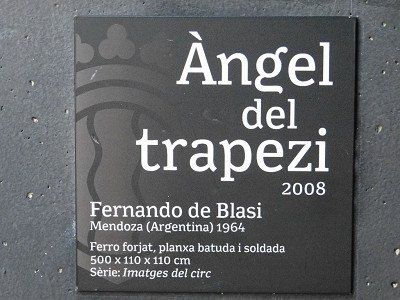 Àngel
del
trapezi
2008
Fernando de Blasi
Mendoza (Argentina) 1964
Ferro forjat, planxa batuda i soldada
500 x 110 x 110 cm
Sèrie: Imatges del circ